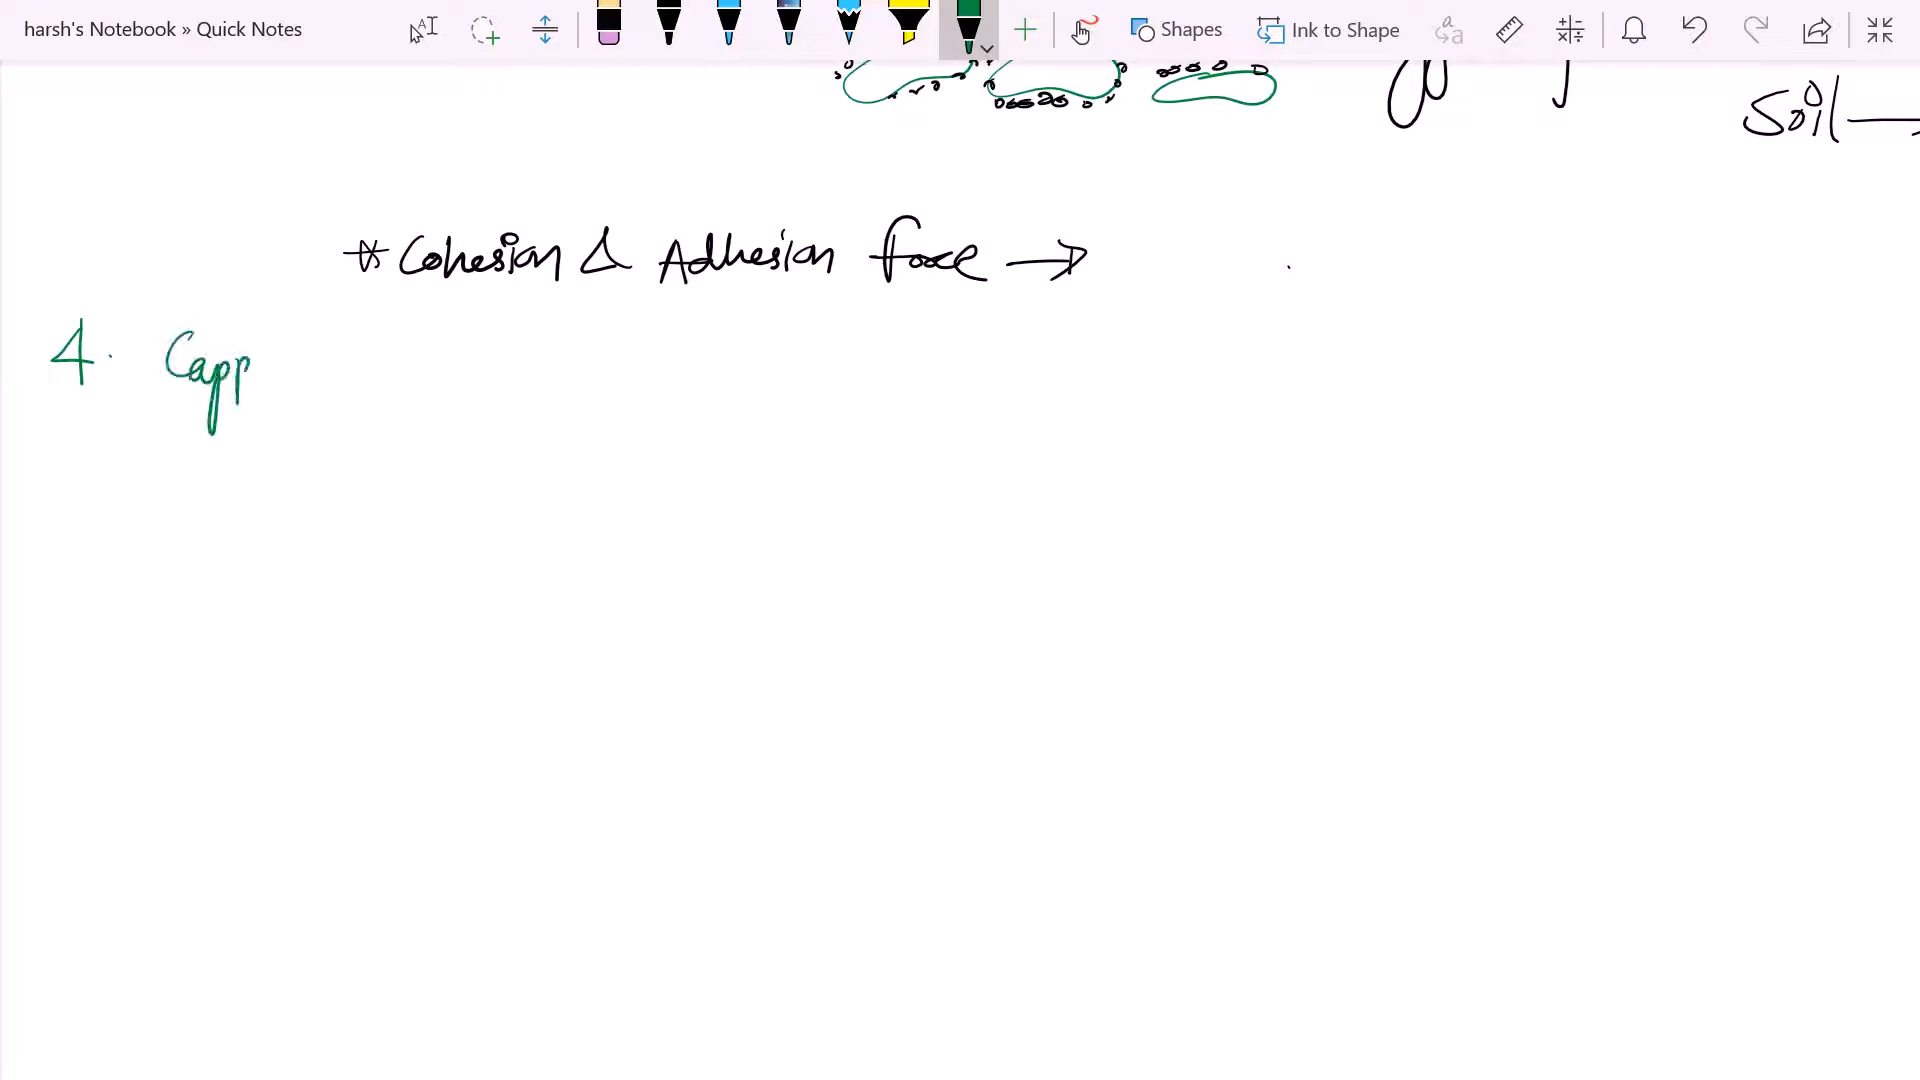 harsh's Notebook » Quick Notes Shapes Ink to Shape
Soil →
* Cohesion & Adhesion force →
4. Capp